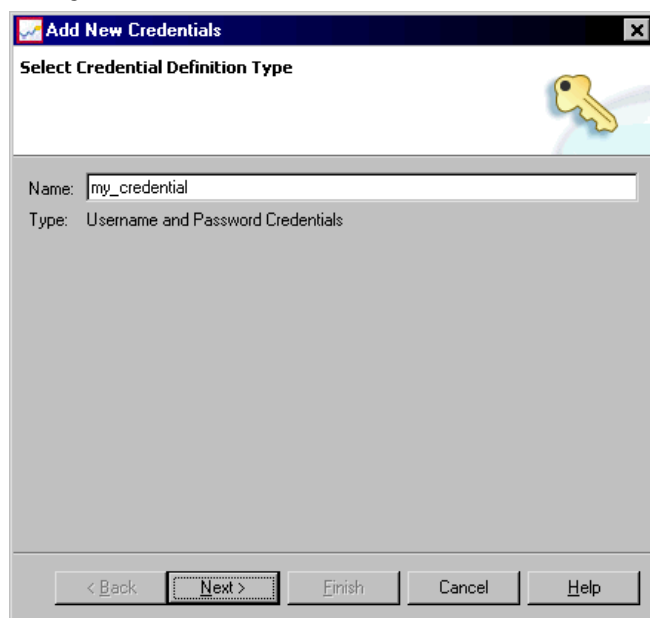 Add New Credentials
Select Credential Definition Type
Name: my_credential
Type: Username and Password Credentials
< Back Next > Finish Cancel Help